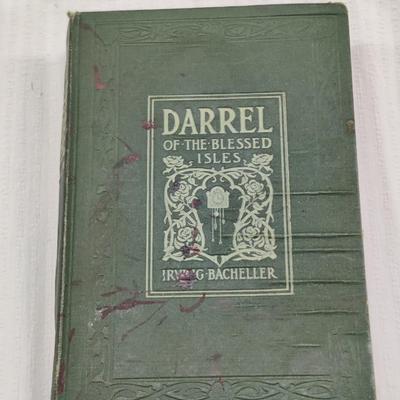 DARREL
OF·THE·BLESSED
ISLES
IRVING·BACHELLER